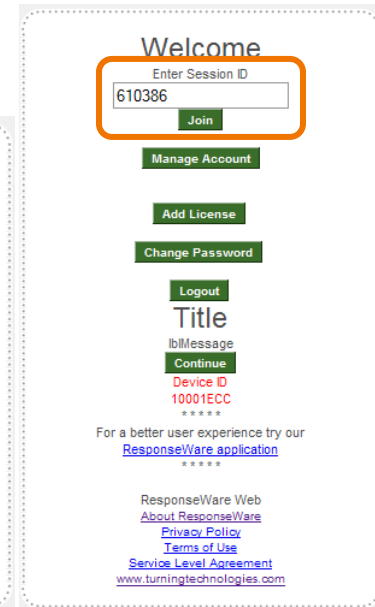 Welcome
Enter Session ID
610386
Join
Manage Account
Add License
Change Password
Logout
Title
lblMessage
Continue
Device ID
10001ECC
* * * * *
For a better user experience try our
ResponseWare application
* * * * *
ResponseWare Web
About ResponseWare
Privacy Policy
Terms of Use
Service Level Agreement
www.turningtechnologies.com